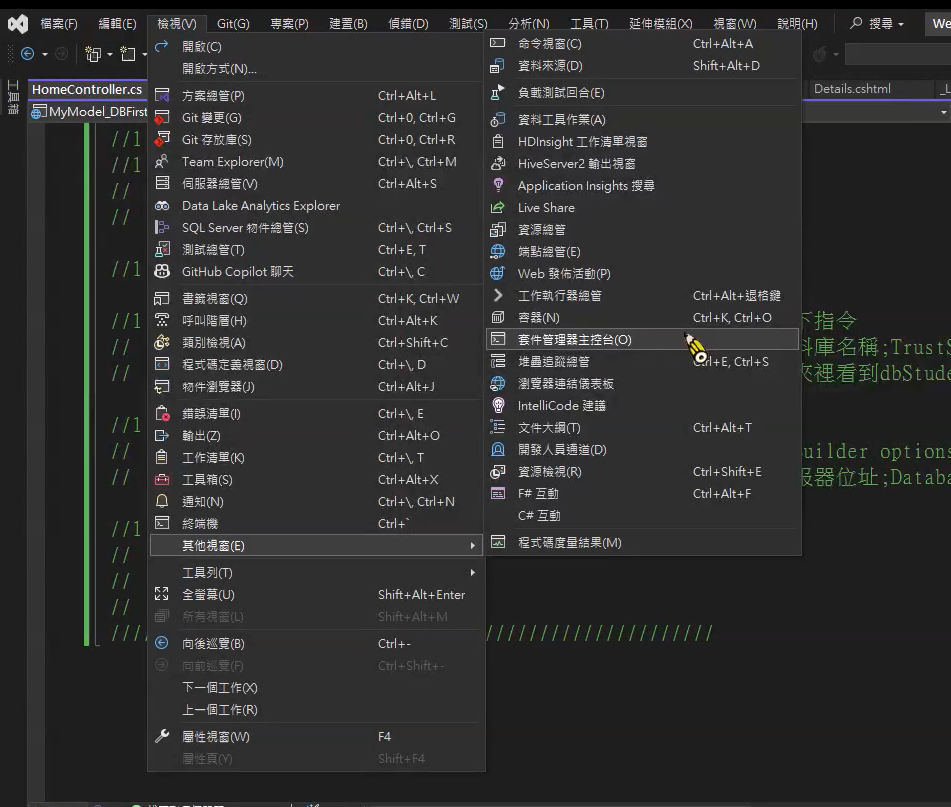 檔案(F) 編輯(E) 檢視(V) Git(G) 專案(P) 建置(B) 偵錯(D) 測試(S) 分析(N) 工具(T) 延伸模組(X) 視窗(W) 說明(H) 搜尋
工具箱
HomeController.cs
Details.cshtml
MyModel_DBFirst
開啟(C)
開啟方式(N)...
方案總管(P) Ctrl+Alt+L
Git 變更(G) Ctrl+0, Ctrl+G
Git 存放庫(S) Ctrl+0, Ctrl+R
Team Explorer(M) Ctrl+\, Ctrl+M
伺服器總管(V) Ctrl+Alt+S
Data Lake Analytics Explorer
SQL Server 物件總管(S) Ctrl+\, Ctrl+S
測試總管(T) Ctrl+E, T
GitHub Copilot 聊天 Ctrl+\, C
書籤視窗(Q) Ctrl+K, Ctrl+W
呼叫階層(H) Ctrl+Alt+K
類別檢視(A) Ctrl+Shift+C
程式碼定義視窗(D) Ctrl+\, D
物件瀏覽器(J) Ctrl+Alt+J
錯誤清單(I) Ctrl+\, E
輸出(Z) Ctrl+Alt+O
工作清單(K) Ctrl+\, T
工具箱(S) Ctrl+Alt+X
通知(N) Ctrl+\, Ctrl+N
終端機 Ctrl+`
其他視窗(E)
工具列(T)
全螢幕(U) Shift+Alt+Enter
所有視窗(L) Shift+Alt+M
向後巡覽(B) Ctrl+-
向前巡覽(F) Ctrl+Shift+-
下一個工作(X)
上一個工作(R)
屬性視窗(W) F4
屬性頁(Y) Shift+F4
命令視窗(C) Ctrl+Alt+A
資料來源(D) Shift+Alt+D
負載測試回合(E)
資料工具作業(A)
HDInsight 工作清單視窗
HiveServer2 輸出視窗
Application Insights 搜尋
Live Share
資源總管
端點總管(E)
Web 發佈活動(P)
工作執行器總管 Ctrl+Alt+退格鍵
容器(N) Ctrl+K, Ctrl+O
套件管理器主控台(O)
堆疊追蹤總管 Ctrl+E, Ctrl+S
瀏覽器連結儀表板
IntelliCode 建議
文件大綱(T) Ctrl+Alt+T
開發人員通道(D)
資源檢視(R) Ctrl+Shift+E
F# 互動 Ctrl+Alt+F
C# 互動
程式碼度量結果(M)
//1
//1
//
//
//1
//1 下指令
// 庫名稱;TrustS
// 裡看到dbStude
//1
// uilder options
// 服器位址;Databa
//1
//
//
//
//// /////////////////////